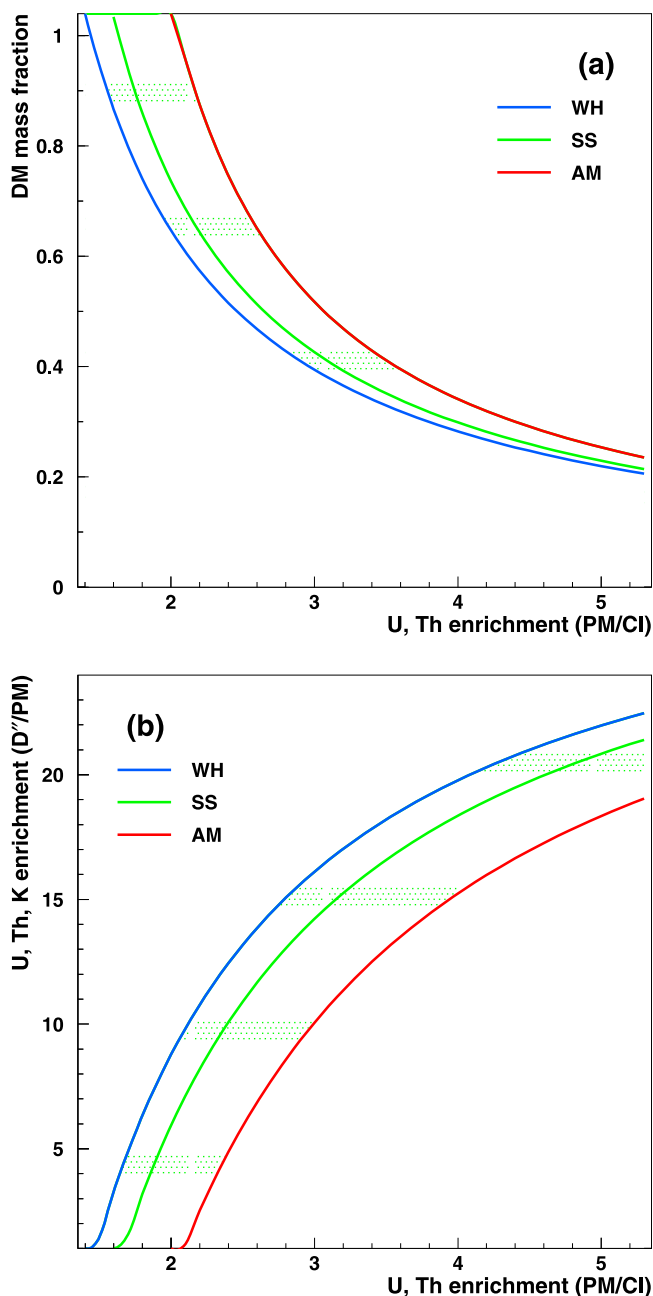 DM mass fraction
1
0.8
0.6
0.4
0.2
0
(a)
WH
SS
AM
2 3 4 5
U, Th enrichment (PM/CI)
U, Th, K enrichment (D″/PM)
20
15
10
5
(b)
WH
SS
AM
2 3 4 5
U, Th enrichment (PM/CI)